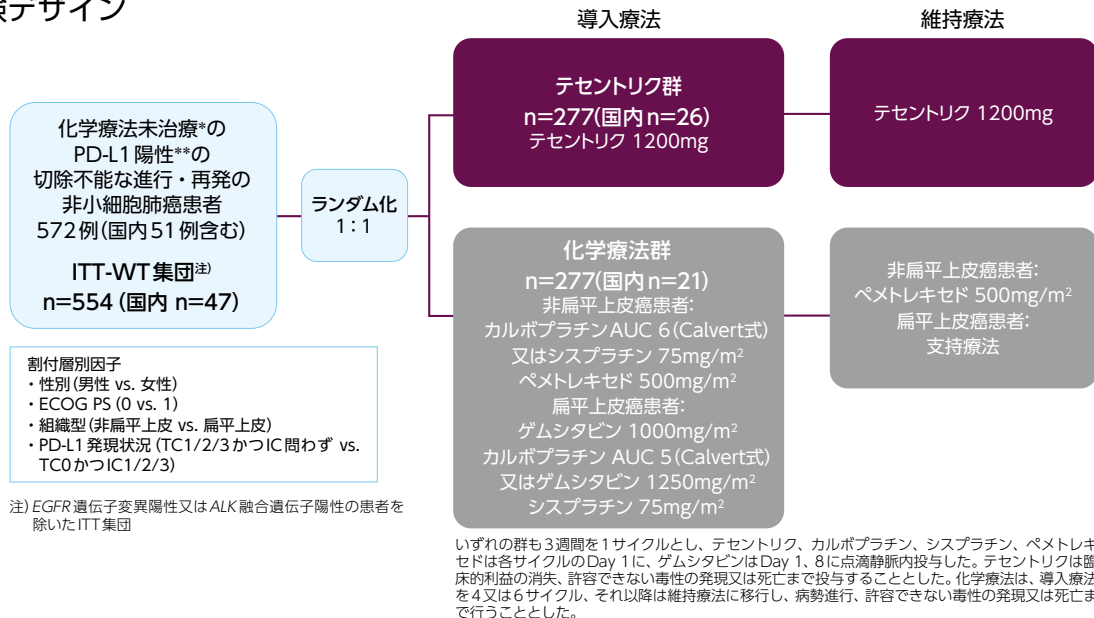 験デザイン
導入療法
維持療法
化学療法未治療*の
PD-L1 陽性**の
切除不能な進行・再発の
非小細胞肺癌患者
572例(国内51例含む)
ITT-WT集団注)
n=554 (国内 n=47)
ランダム化
1:1
テセントリク群
n=277(国内n=26)
テセントリク 1200mg
テセントリク 1200mg
化学療法群
n=277(国内n=21)
非扁平上皮癌患者:
カルボプラチン AUC 6(Calvert式)
又はシスプラチン 75mg/m²
ペメトレキセド 500mg/m²
扁平上皮癌患者:
ゲムシタビン 1000mg/m²
カルボプラチン AUC 5(Calvert式)
又はゲムシタビン 1250mg/m²
シスプラチン 75mg/m²
非扁平上皮癌患者:
ペメトレキセド 500mg/m²
扁平上皮癌患者:
支持療法
割付層別因子
・性別(男性 vs. 女性)
・ECOG PS (0 vs. 1)
・組織型(非扁平上皮 vs. 扁平上皮)
・PD-L1 発現状況 (TC1/2/3かつIC問わず vs.
TC0かつIC1/2/3)
注) EGFR遺伝子変異陽性又はALK融合遺伝子陽性の患者を
除いたITT集団
いずれの群も3週間を1サイクルとし、テセントリク、カルボプラチン、シスプラチン、ペメトレキ
セドは各サイクルのDay 1に、ゲムシタビンはDay 1、8に点滴静脈内投与した。テセントリクは臨
床的利益の消失、許容できない毒性の発現又は死亡まで投与することとした。化学療法は、導入療法
を4又は6サイクル、それ以降は維持療法に移行し、病勢進行、許容できない毒性の発現又は死亡ま
で行うこととした。